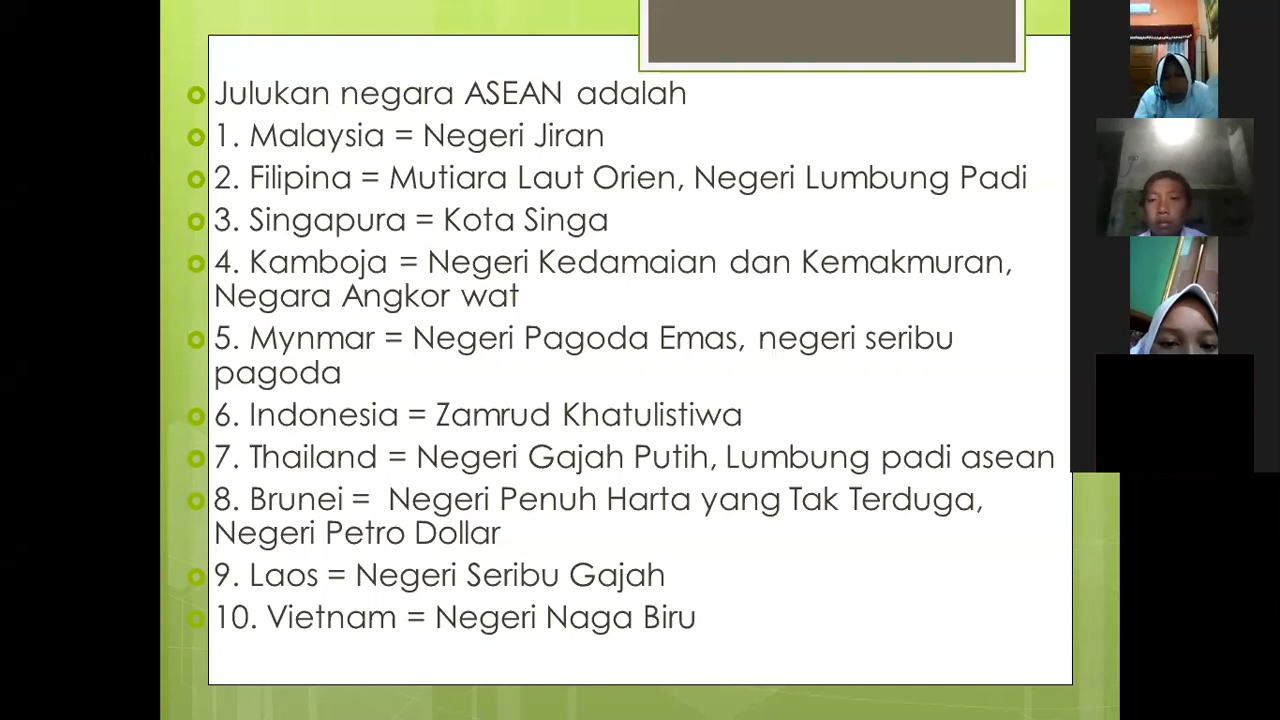 Julukan negara ASEAN adalah
1. Malaysia = Negeri Jiran
2. Filipina = Mutiara Laut Orien, Negeri Lumbung Padi
3. Singapura = Kota Singa
4. Kamboja = Negeri Kedamaian dan Kemakmuran,
Negara Angkor wat
5. Mynmar = Negeri Pagoda Emas, negeri seribu
pagoda
6. Indonesia = Zamrud Khatulistiwa
7. Thailand = Negeri Gajah Putih, Lumbung padi asean
8. Brunei = Negeri Penuh Harta yang Tak Terduga,
Negeri Petro Dollar
9. Laos = Negeri Seribu Gajah
10. Vietnam = Negeri Naga Biru